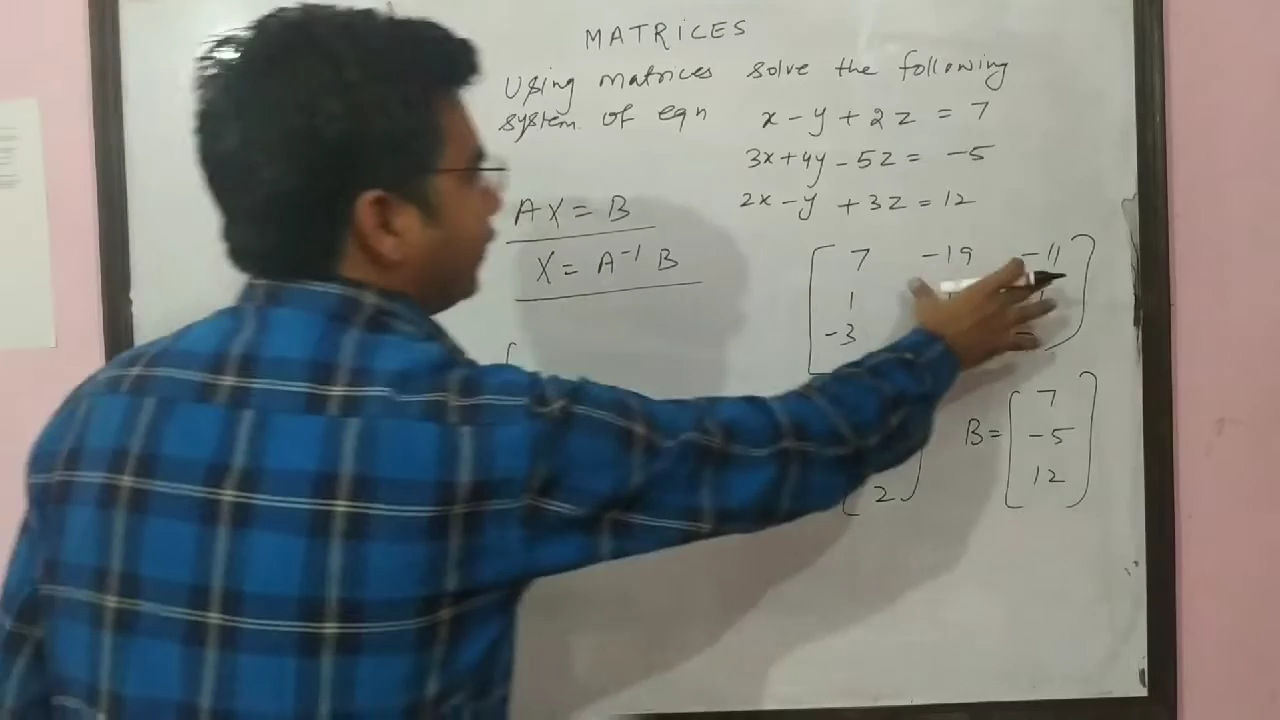 MATRICES
Using matrices solve the following
system of eqn x - y + 2z = 7
3x + 4y - 5z = -5
2x - y + 3z = 12
AX = B
X = A⁻¹ B
7 -19 -11
1
-3
B = 7
-5
12
2